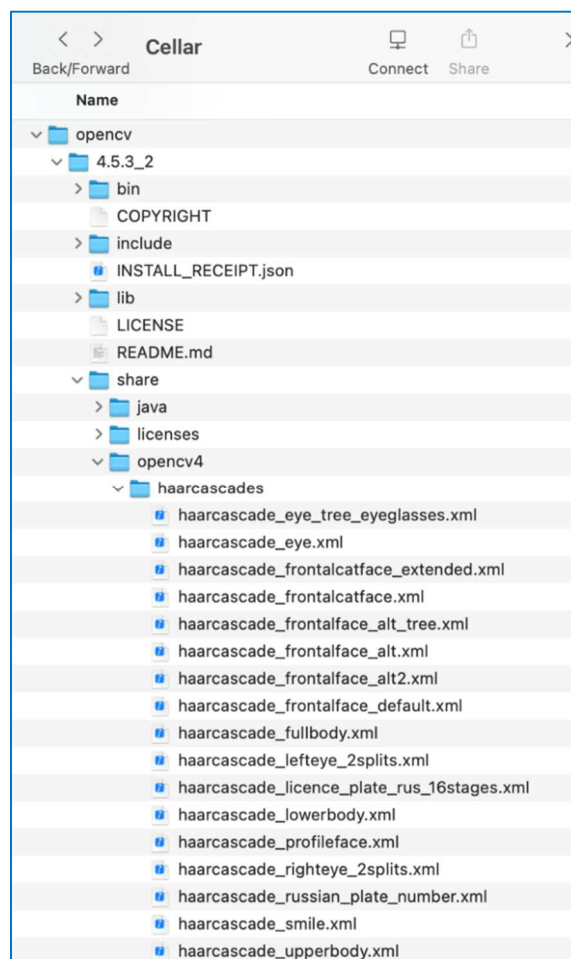 Cellar
Back/Forward
Connect
Share
Name
opencv
4.5.3_2
bin
COPYRIGHT
include
INSTALL_RECEIPT.json
lib
LICENSE
README.md
share
java
licenses
opencv4
haarcascades
haarcascade_eye_tree_eyeglasses.xml
haarcascade_eye.xml
haarcascade_frontalcatface_extended.xml
haarcascade_frontalcatface.xml
haarcascade_frontalface_alt_tree.xml
haarcascade_frontalface_alt.xml
haarcascade_frontalface_alt2.xml
haarcascade_frontalface_default.xml
haarcascade_fullbody.xml
haarcascade_lefteye_2splits.xml
haarcascade_licence_plate_rus_16stages.xml
haarcascade_lowerbody.xml
haarcascade_profileface.xml
haarcascade_righteye_2splits.xml
haarcascade_russian_plate_number.xml
haarcascade_smile.xml
haarcascade_upperbody.xml